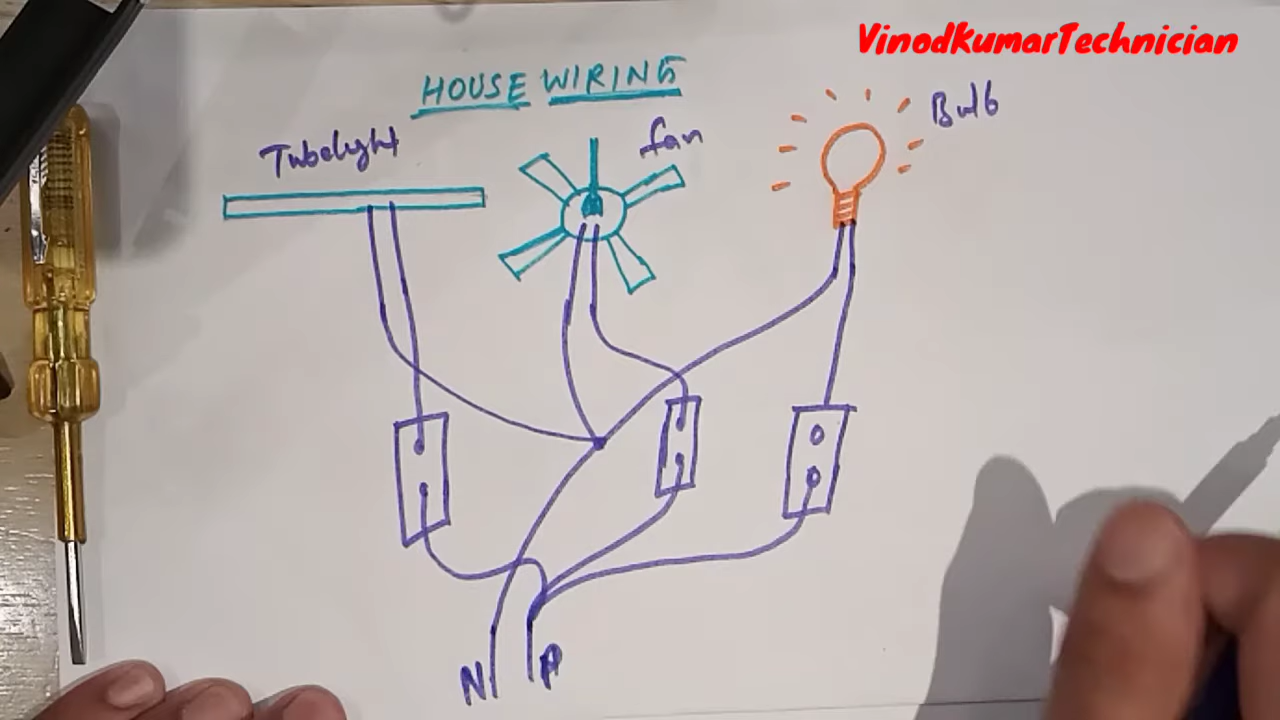 VinodKumarTechnician
HOUSE WIRING
Tubelight
fan
Bulb
N
P